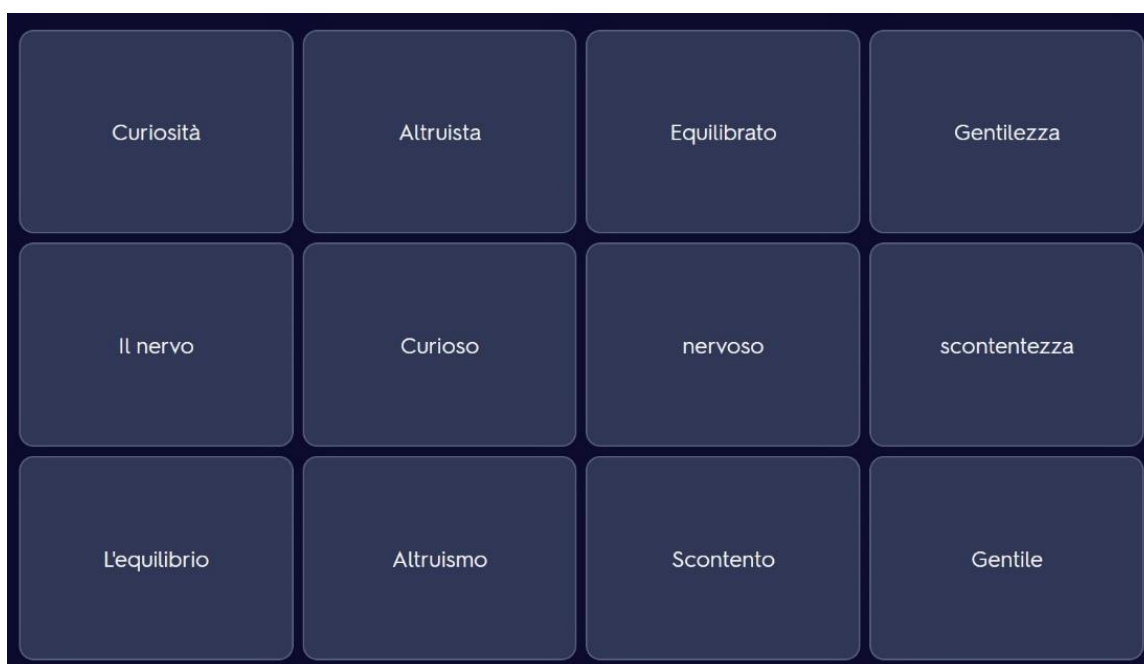 Curiosità
Altruista
Equilibrato
Gentilezza
Il nervo
Curioso
nervoso
scontentezza
L'equilibrio
Altruismo
Scontento
Gentile